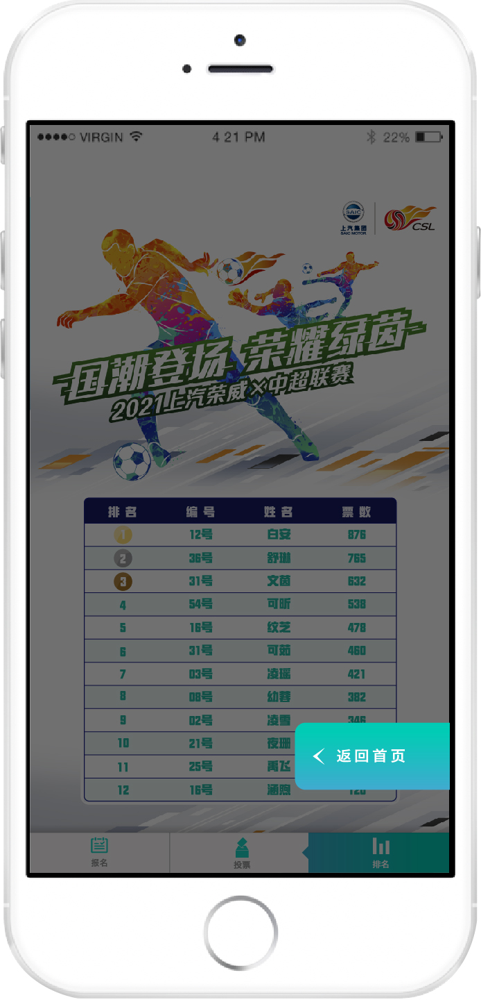 VIRGIN 4 21 PM 22%
SAIC
上汽集团
SAIC MOTOR
CSL
国潮登场 荣耀绿茵
2021上汽荣威×中超联赛
排名 编号 姓名 票数
1 12号 白安 876
2 36号 舒琳 765
3 31号 文茵 632
4 54号 可昕 538
5 16号 纹芝 478
6 31号 可茹 460
7 03号 凌瑶 421
8 08号 幼蓉 382
9 02号 凌雪 346
10 21号 夜珊
返回首页
11 25号 禹飞
12 16号 涵煦
报名 投票 排名